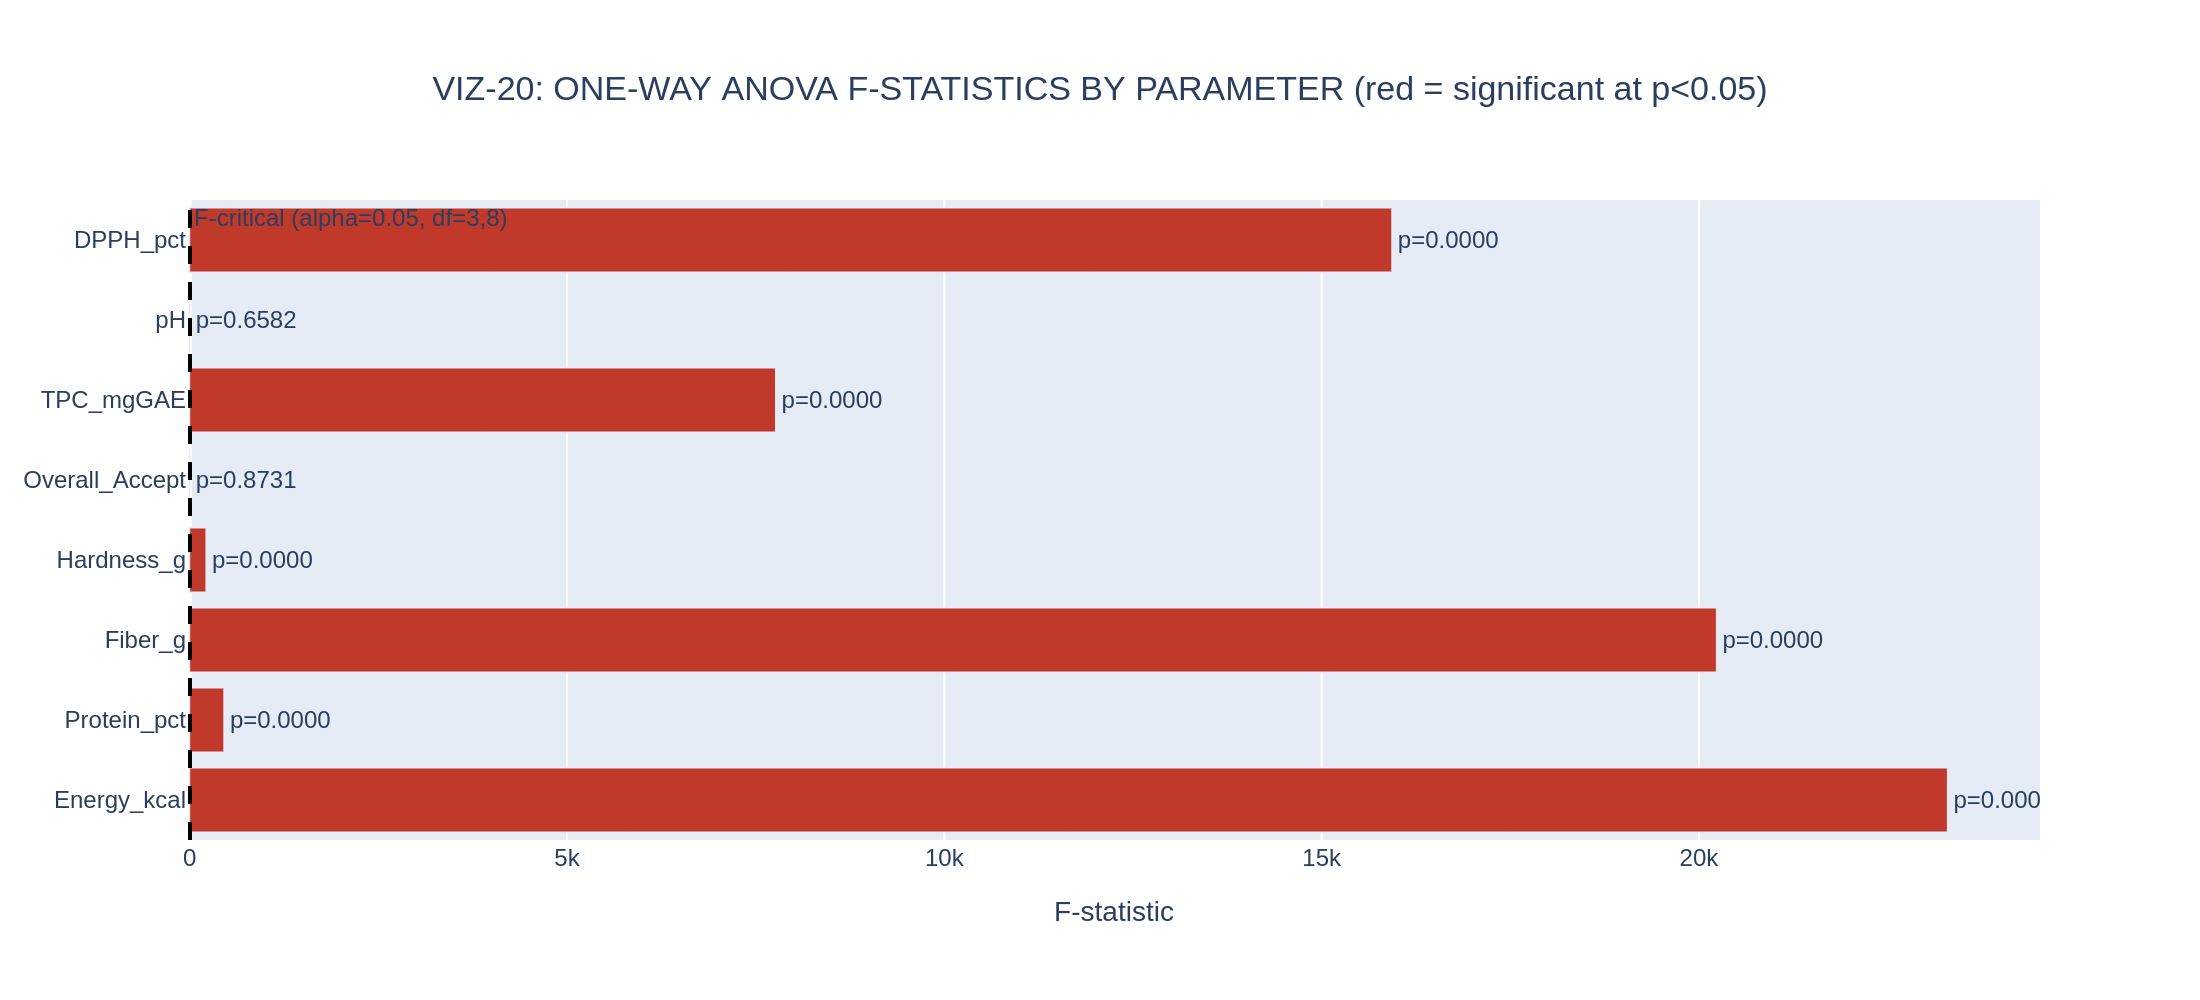 VIZ-20: ONE-WAY ANOVA F-STATISTICS BY PARAMETER (red = significant at p<0.05)
F-critical (alpha=0.05, df=3,8)
DPPH_pct p=0.0000
pH p=0.6582
TPC_mgGAE p=0.0000
Overall_Accept p=0.8731
Hardness_g p=0.0000
Fiber_g p=0.0000
Protein_pct p=0.0000
Energy_kcal p=0.000
0 5k 10k 15k 20k
F-statistic